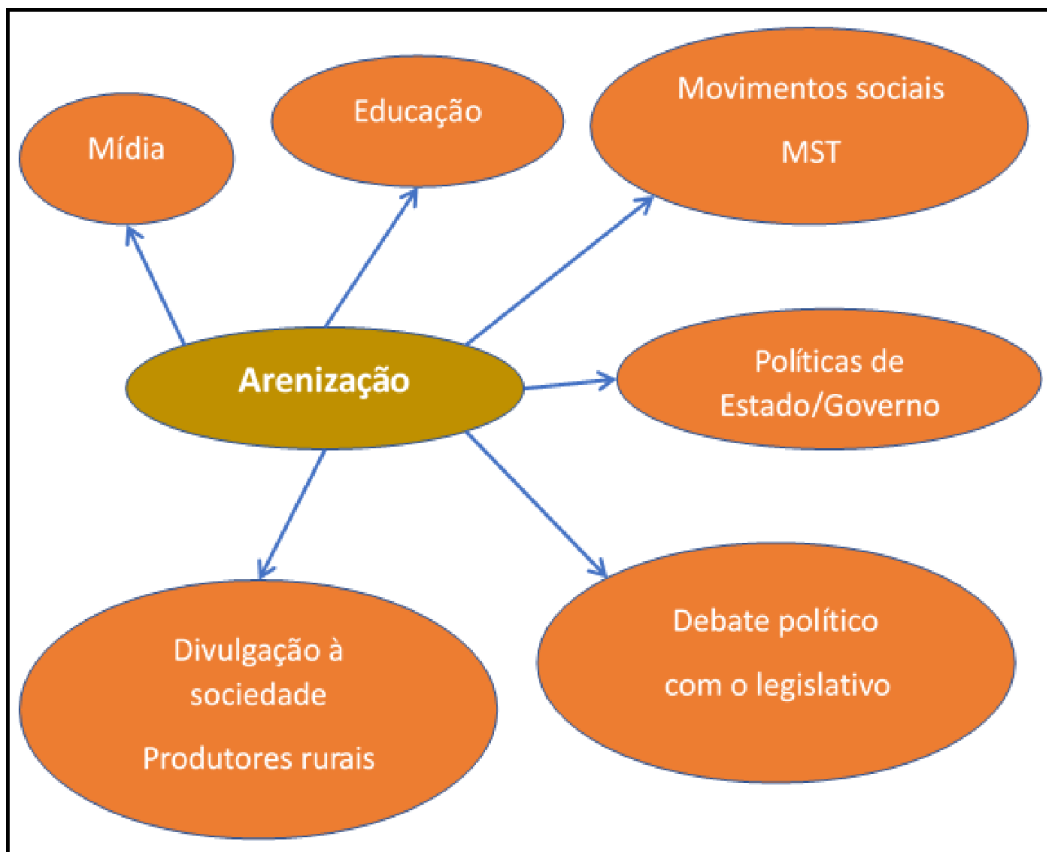 Mídia
Educação
Movimentos sociais
MST
Arenização
Políticas de
Estado/Governo
Divulgação à
sociedade
Produtores rurais
Debate político
com o legislativo